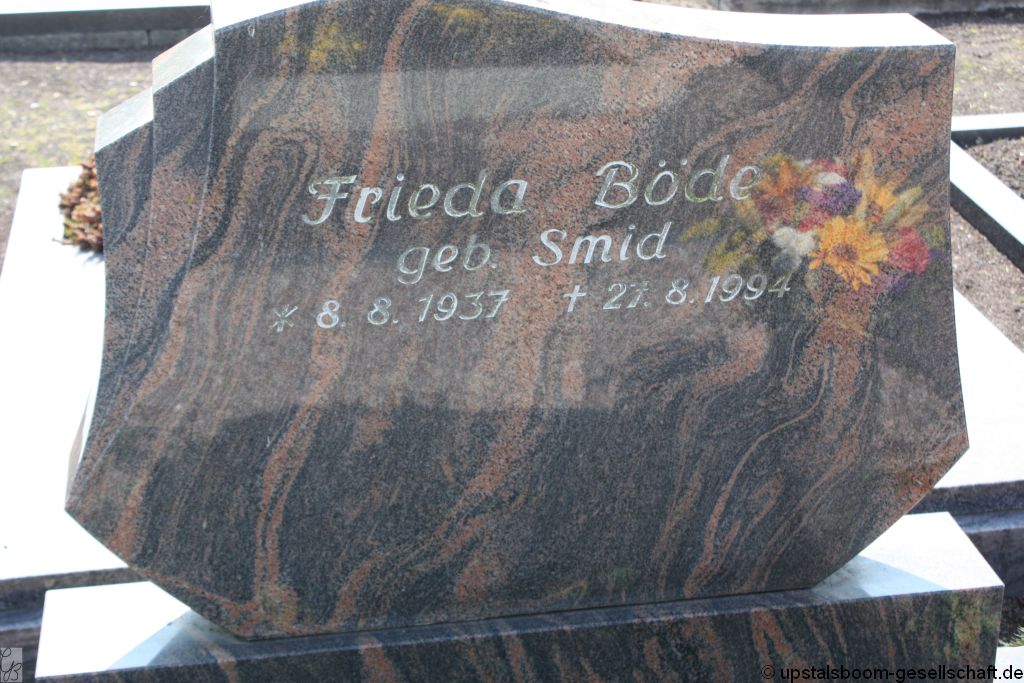 Frieda Böde
geb. Smid
* 8. 8. 1937 † 27. 8. 1994
© upstalsboom-gesellschaft.de